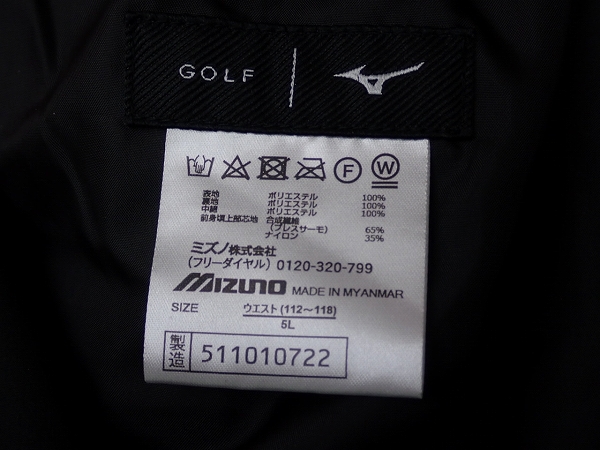 GOLF
F W
表地 ポリエステル 100%
裏地 ポリエステル 100%
中綿 ポリエステル 100%
前身頃上部芯地 合成繊維
(ブレスサーモ) 65%
ナイロン 35%
ミズノ株式会社
(フリーダイヤル) 0120-320-799
MIZUNO MADE IN MYANMAR
SIZE ウエスト(112～118)
5L
製造 511010722